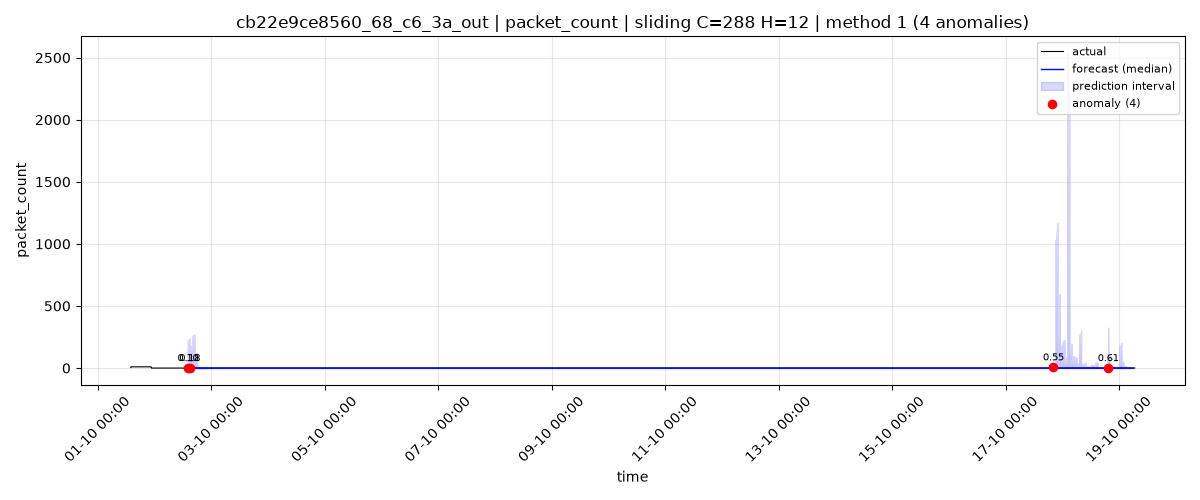 cb22e9ce8560_68_c6_3a_out | packet_count | sliding C=288 H=12 | method 1 (4 anomalies)
packet_count
2500
2000
1500
1000
500
0
actual
forecast (median)
prediction interval
anomaly (4)
0.55
0.61
01-10 00:00
03-10 00:00
05-10 00:00
07-10 00:00
09-10 00:00
11-10 00:00
13-10 00:00
15-10 00:00
17-10 00:00
19-10 00:00
time